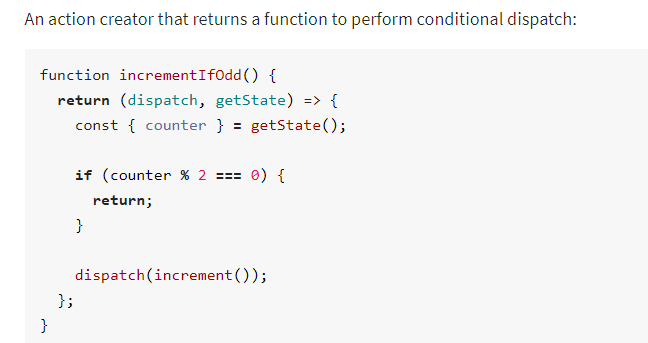 An action creator that returns a function to perform conditional dispatch:
function incrementIfOdd() {
  return (dispatch, getState) => {
    const { counter } = getState();

    if (counter % 2 === 0) {
      return;
    }

    dispatch(increment());
  };
}